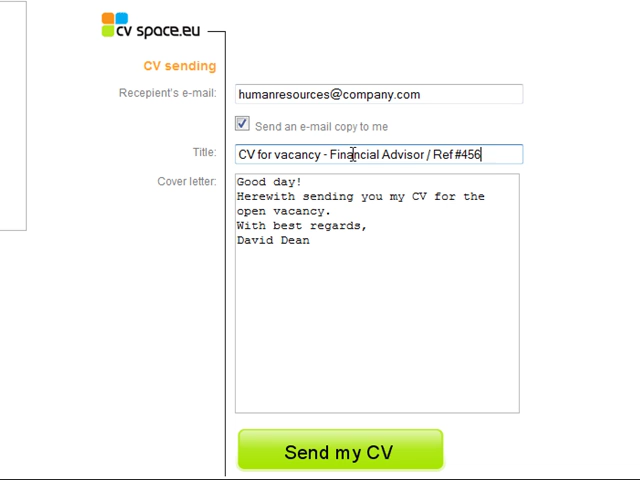 cv space.eu
CV sending
Recepient's e-mail:
humanresources@company.com
Send an e-mail copy to me
Title:
CV for vacancy - Financial Advisor / Ref #456
Cover letter:
Good day!
Herewith sending you my CV for the
open vacancy.
With best regards,
David Dean
Send my CV